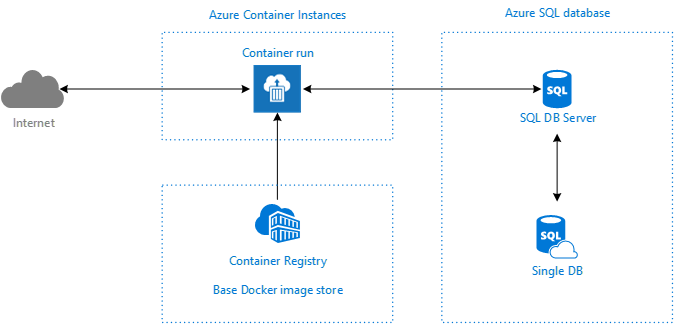 Azure Container Instances
Azure SQL database
Container run
SQL
Internet
SQL DB Server
SQL
Container Registry
Single DB
Base Docker image store